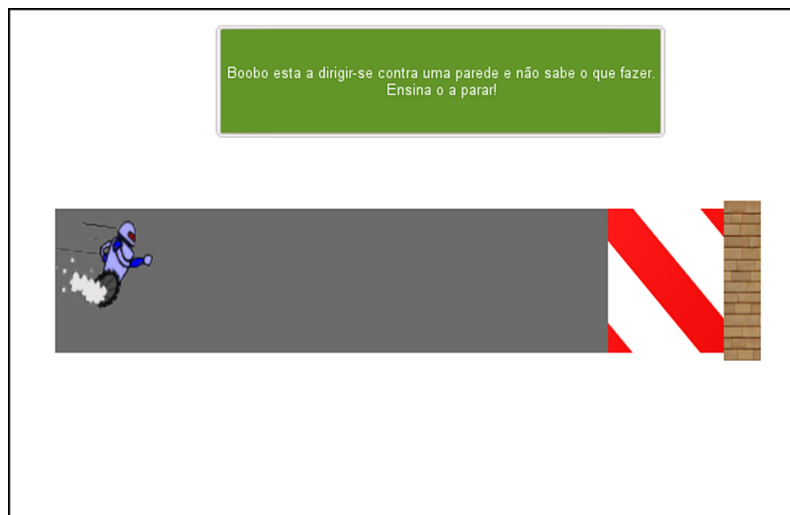 Boobo esta a dirigir-se contra uma parede e não sabe o que fazer.
Ensina o a parar!